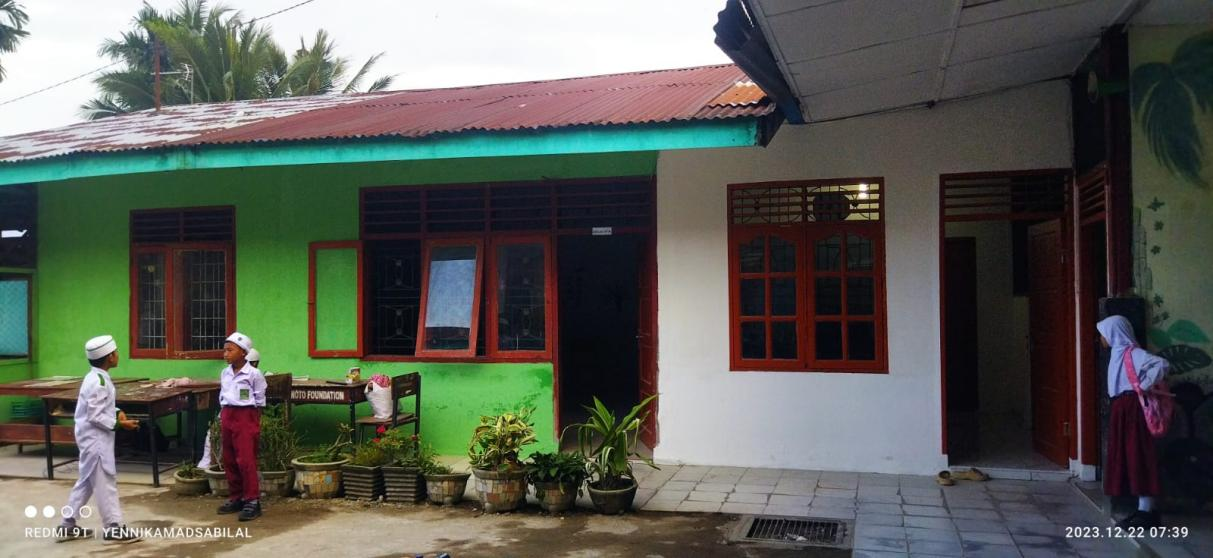 NOTO FOUNDATION
REDMI 9T | YENNIKAMADSABILAL
2023.12.22 07:39